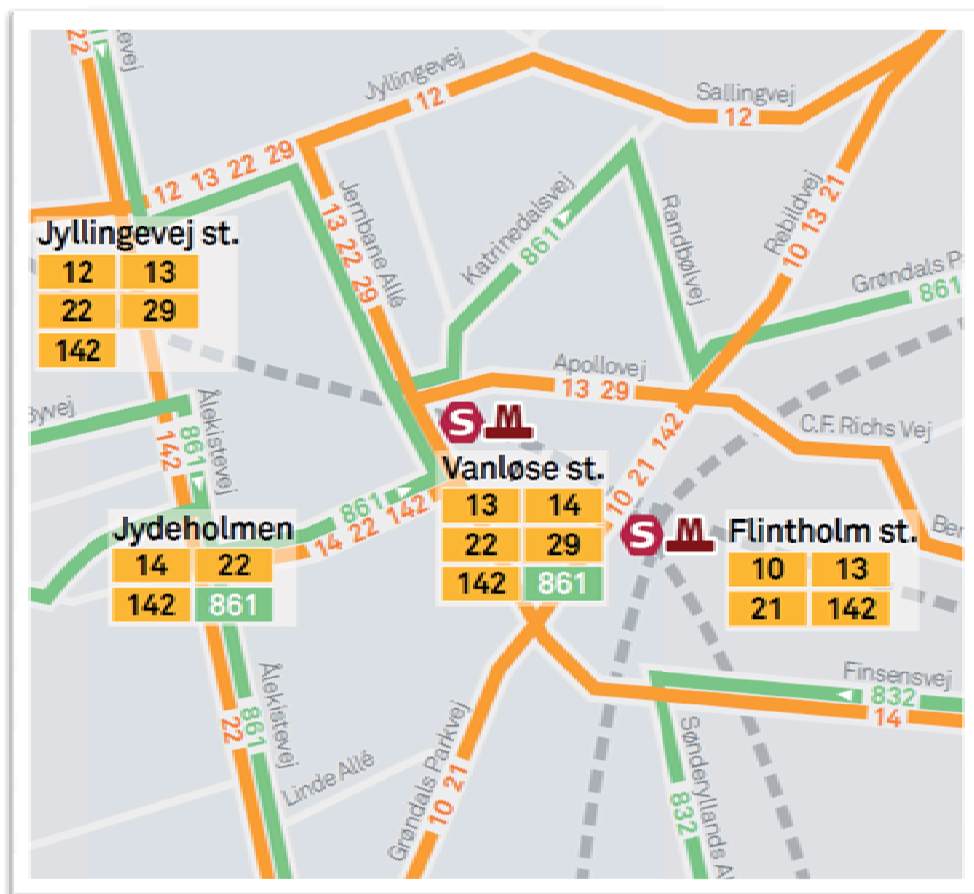 22
evej
Jyllingevej
12
Sallingvej
12
12 13 22 29
Jernbane Allé
13 22 29
Katrinedalsvej
861
Randbølvej
Rebildvej
10 13 21
Grøndals P
861
Jyllingevej st.
12 13
22 29
142
Apollovej
13 29
C.F. Richs Vej
Byvej
Ålekistevej
861
142
S M
Vanløse st.
13 14
22 29
142 861
10 21 142
861
14 22 142
Jydeholmen
14 22
142 861
S M
Flintholm st.
10 13
21 142
Ber
Finsensvej
832
14
Ålekistevej
861
22
Linde Allé
Grøndals Parkvej
10 21
Sønderjyllands A
832